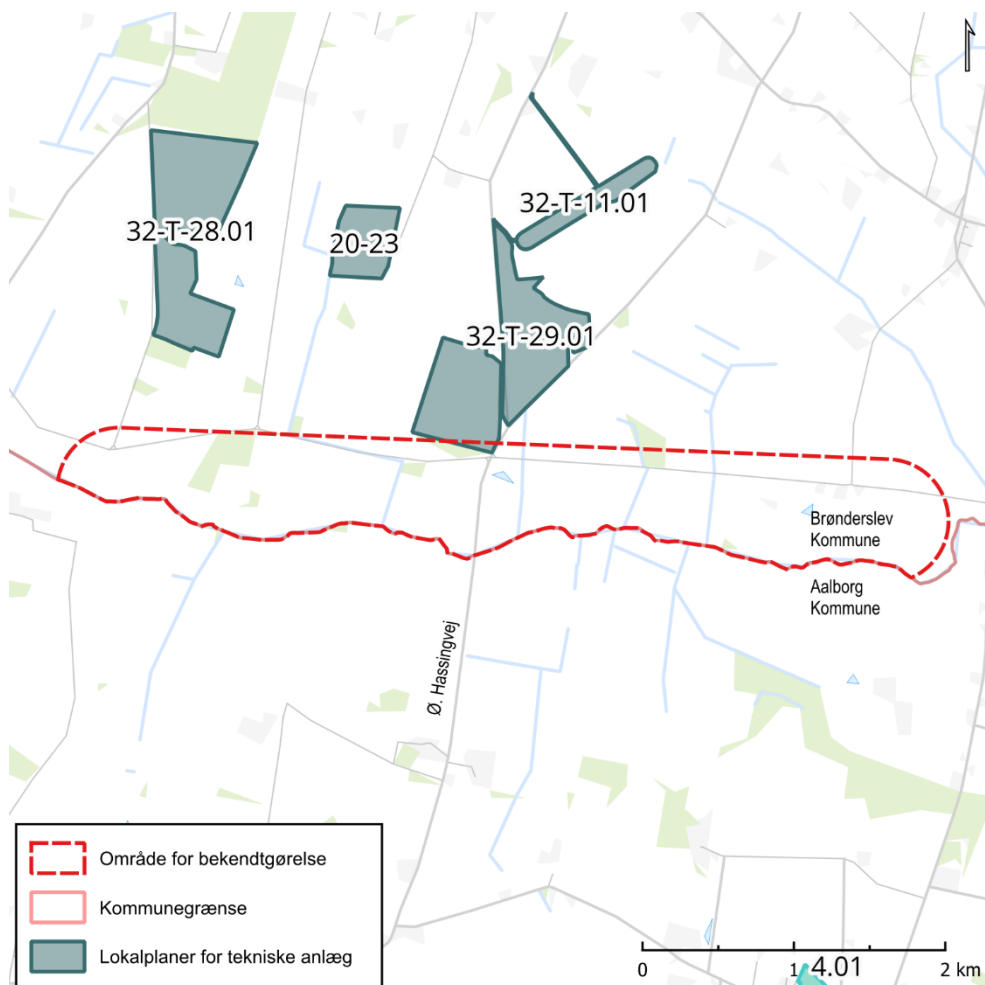 32-T-11.01
32-T-28.01
20-23
32-T-29.01
Brønderslev
Kommune
Aalborg
Kommune
Ø. Hassingvej
Område for bekendtgørelse
Kommunegrænse
Lokalplaner for tekniske anlæg
4.01
0 1 2 km